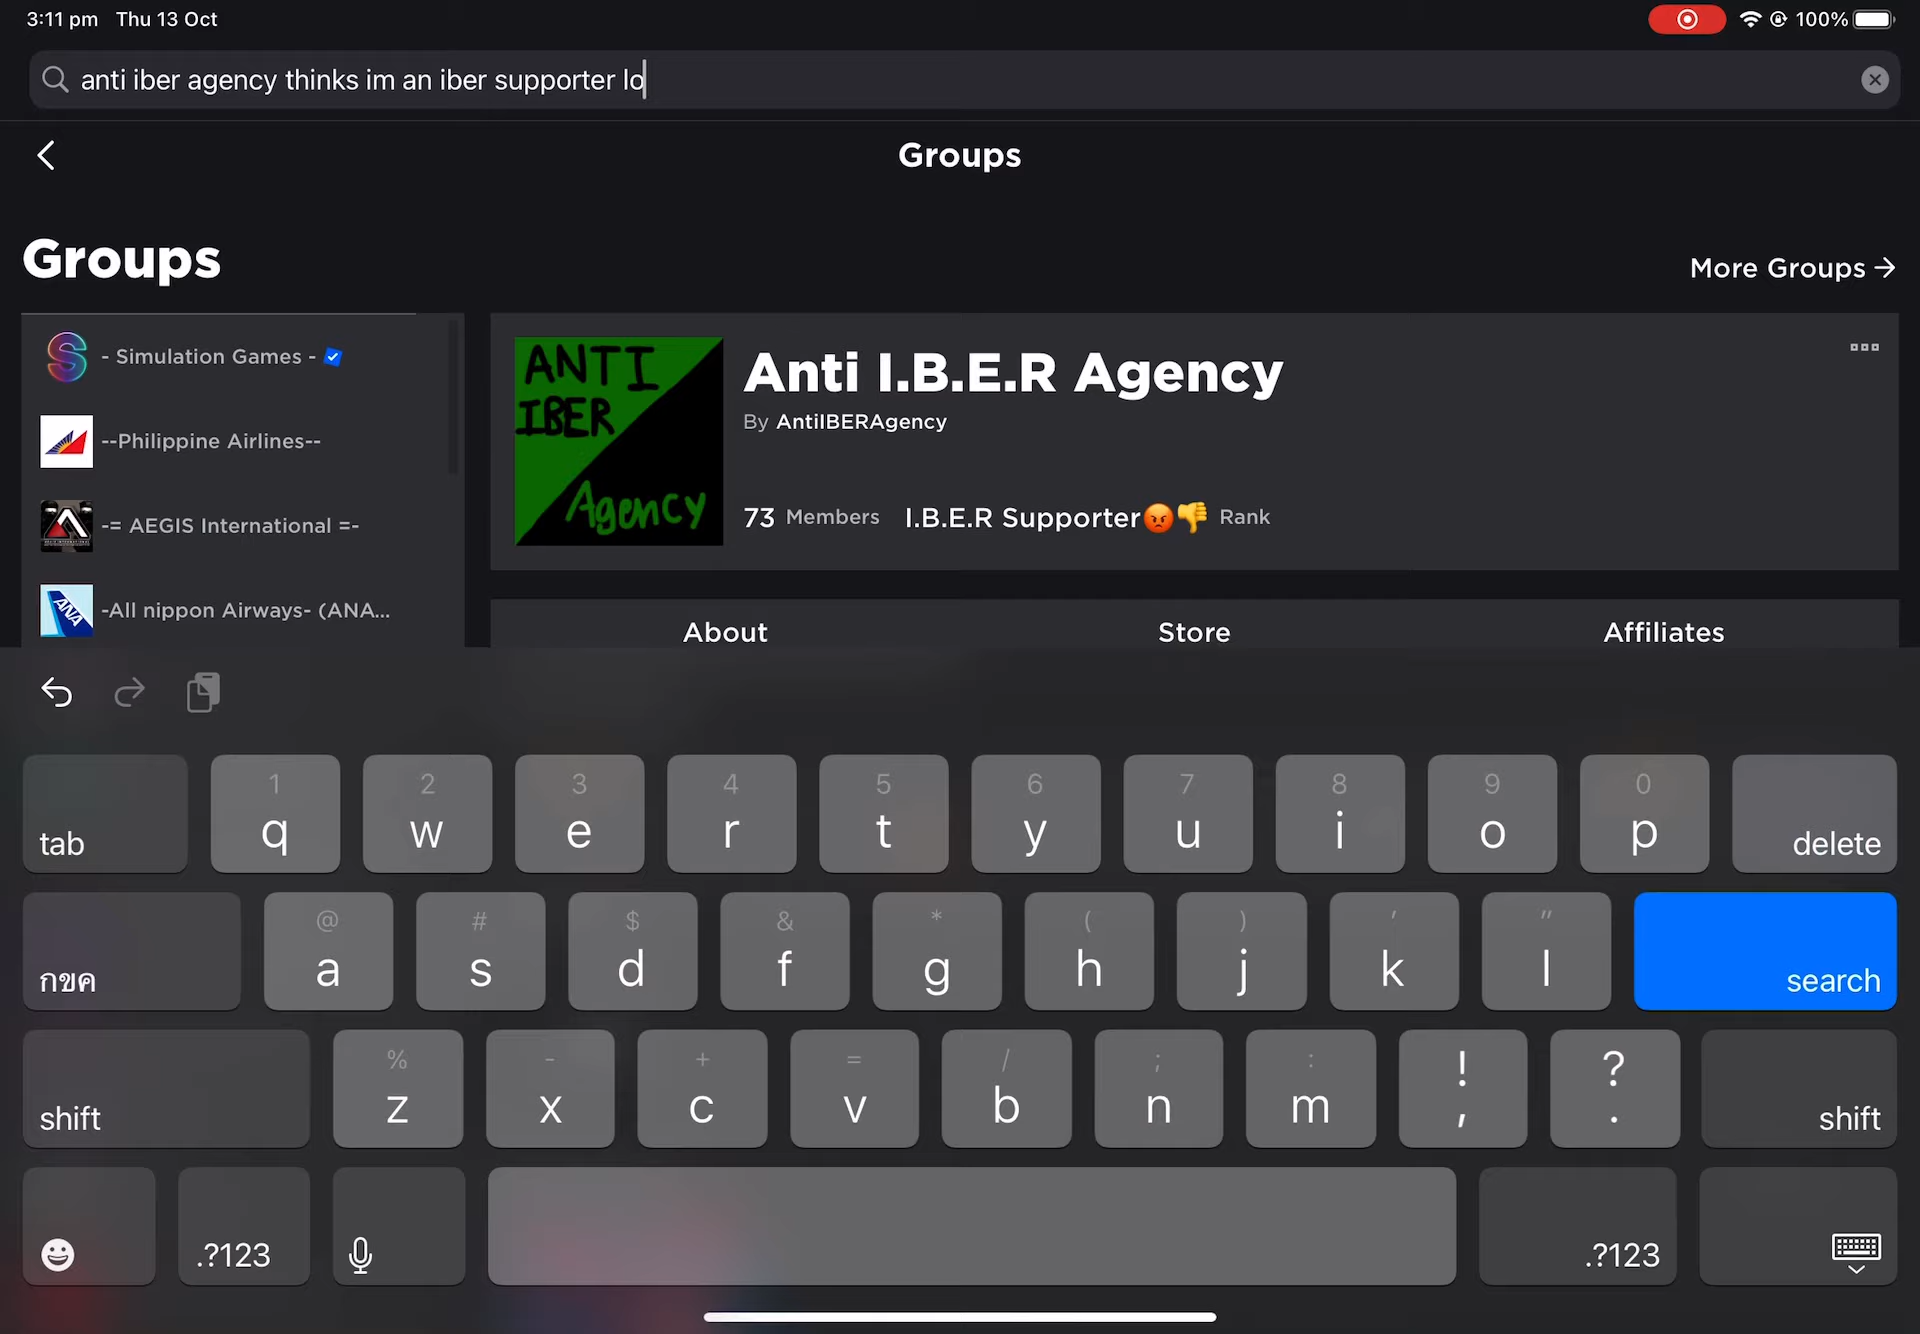 3:11 pm Thu 13 Oct
100%
anti iber agency thinks im an iber supporter lo
Groups
Groups
More Groups →
- Simulation Games -
--Philippine Airlines--
-= AEGIS International =-
-All nippon Airways- (ANA...
ANTI
IBER
Agency
Anti I.B.E.R Agency
By AntiIBERAgency
73 Members I.B.E.R Supporter😡👎 Rank
About Store Affiliates
tab 1 q 2 w 3 e 4 r 5 t 6 y 7 u 8 i 9 o 0 p delete
กขค @ a # s $ d & f * g ( h ) j ' k " l search
shift % z - x + c = v / b ; n : m ! , ? . shift
.?123 .?123